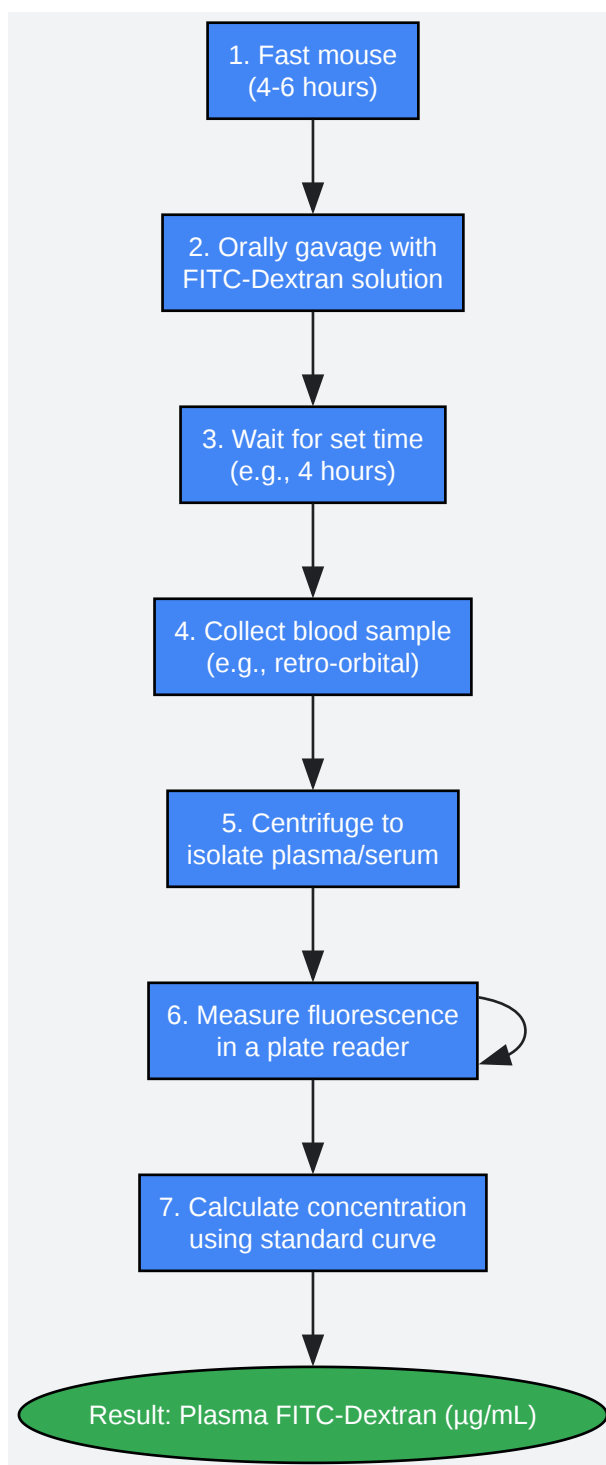 1. Fast mouse
(4-6 hours)
2. Orally gavage with
FITC-Dextran solution
3. Wait for set time
(e.g., 4 hours)
4. Collect blood sample
(e.g., retro-orbital)
5. Centrifuge to
isolate plasma/serum
6. Measure fluorescence
in a plate reader
7. Calculate concentration
using standard curve
Result: Plasma FITC-Dextran (µg/mL)